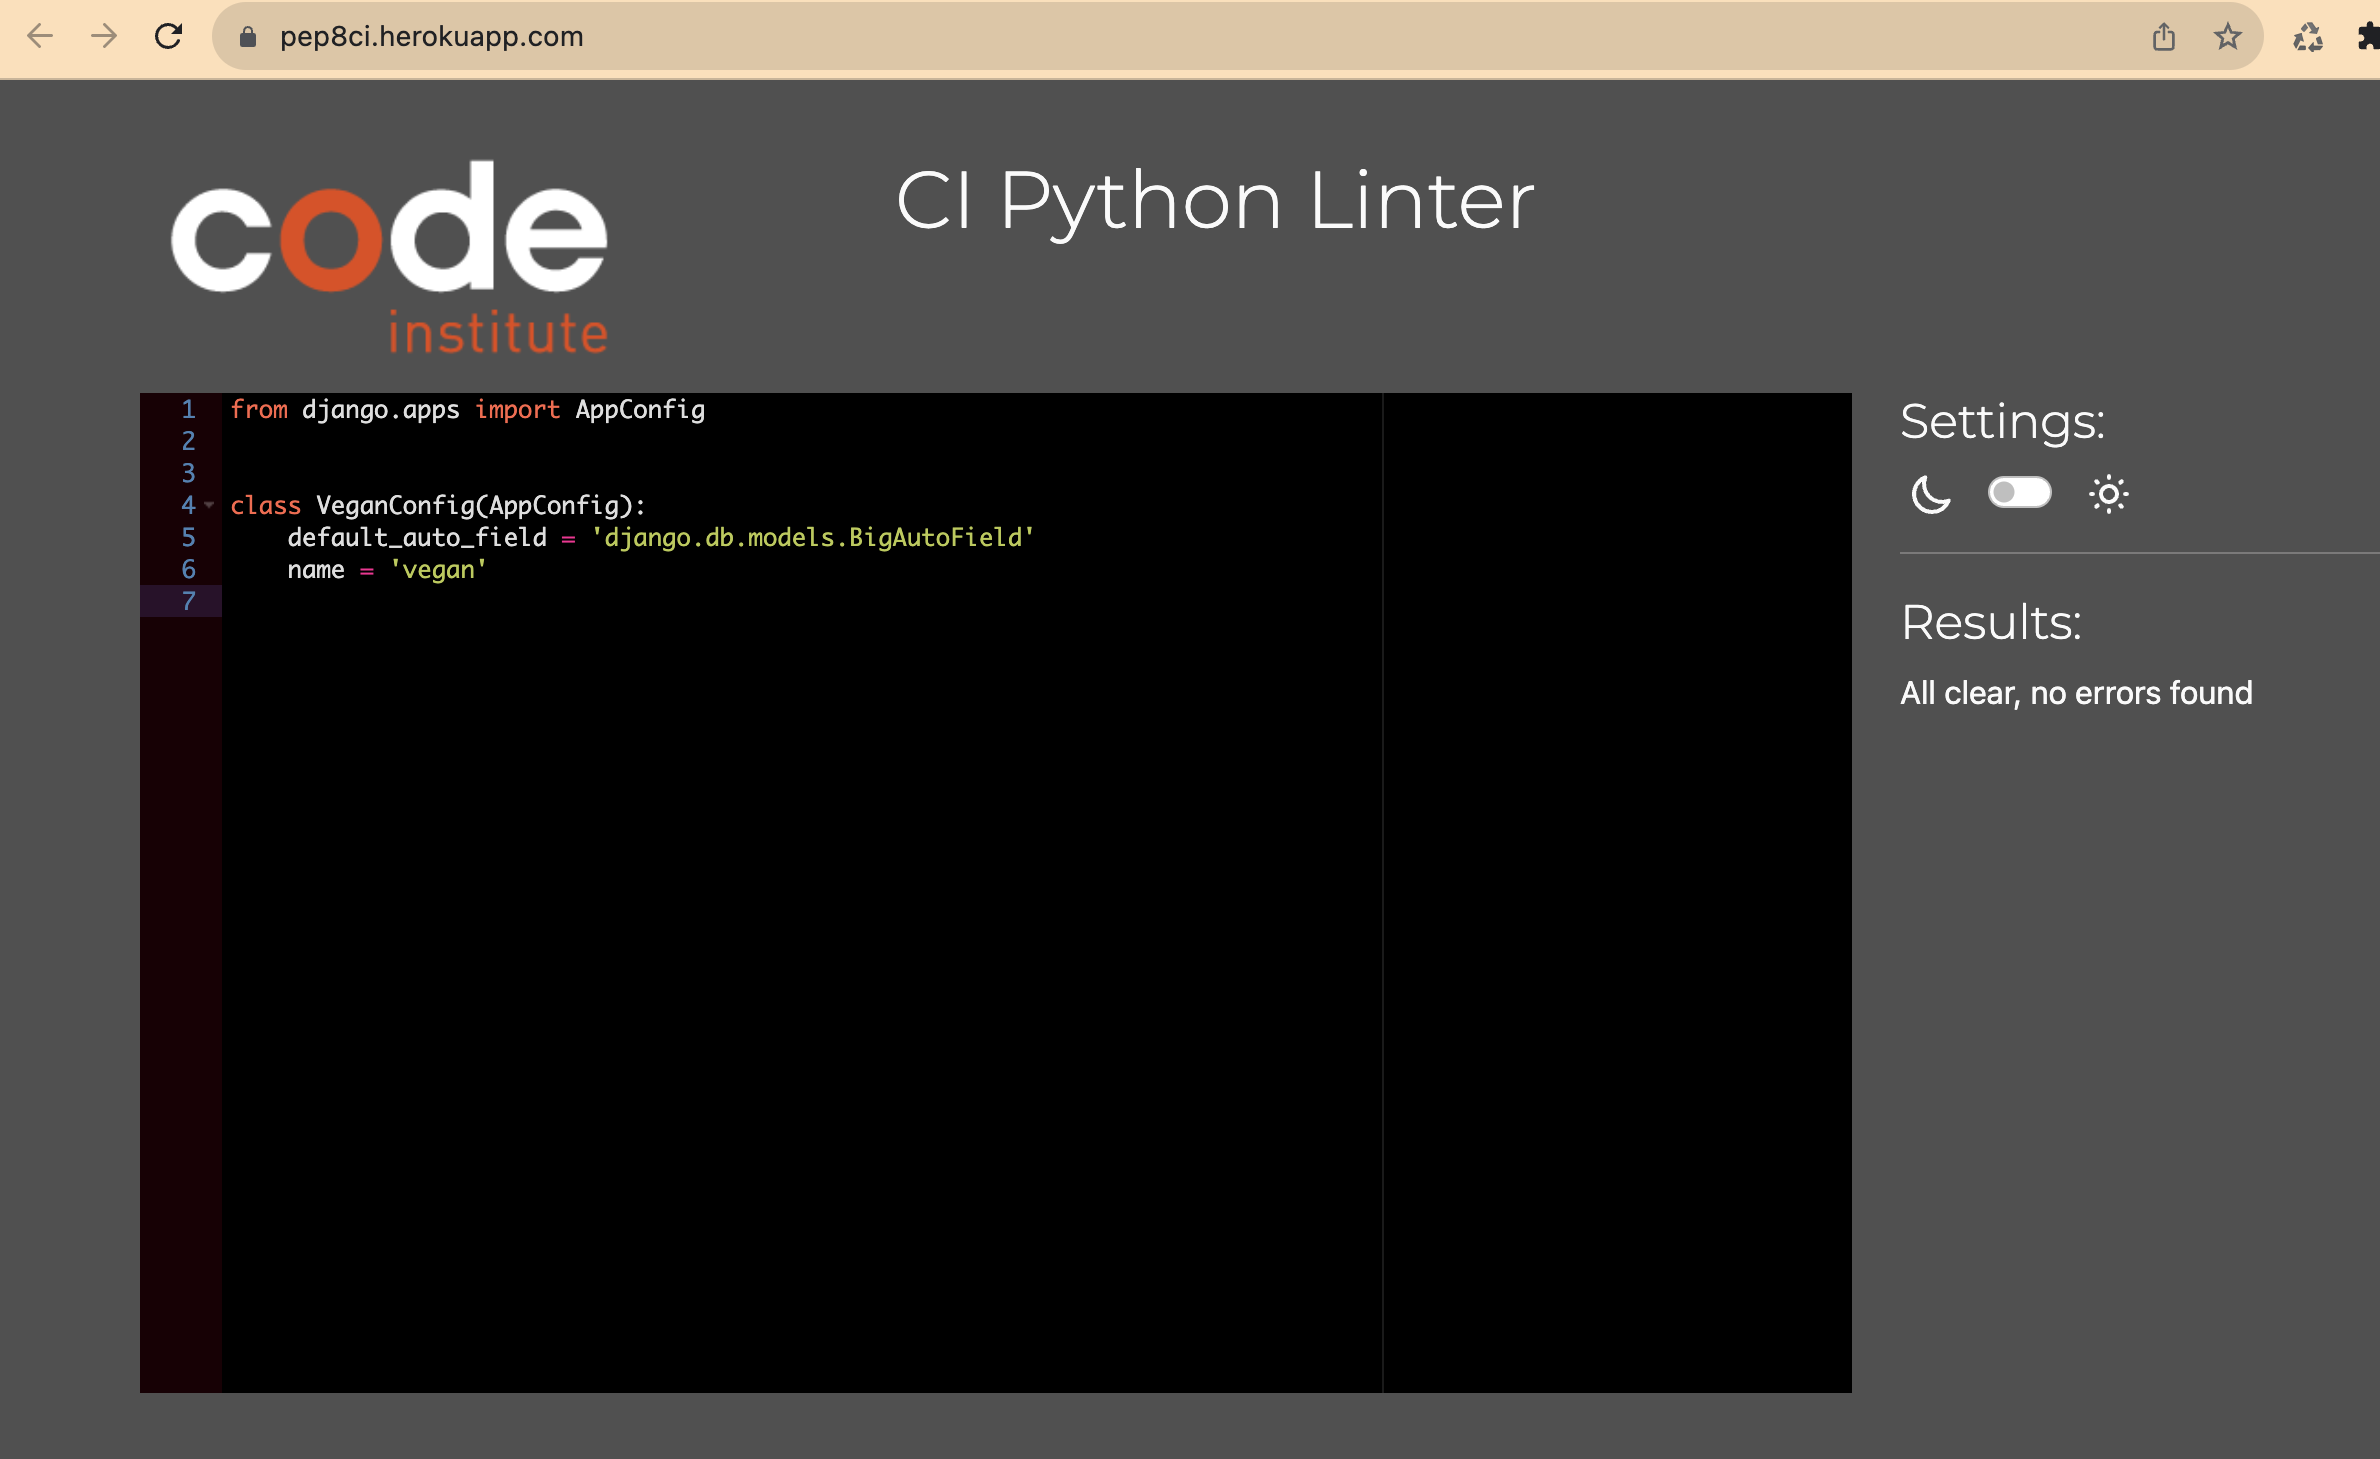 pep8ci.herokuapp.com
code
institute
CI Python Linter
1 from django.apps import AppConfig
2
3
4 class VeganConfig(AppConfig):
5     default_auto_field = 'django.db.models.BigAutoField'
6     name = 'vegan'
7
Settings:
Results:
All clear, no errors found